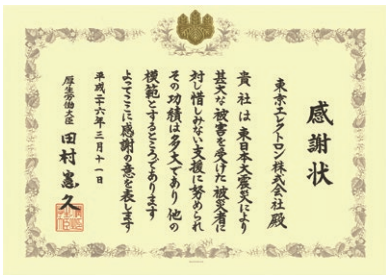 感謝状
東京エレクトロン株式会社殿
貴社は東日本大震災により
甚大な被害を受けた被災者に
対し惜しみない支援に努められ
その功績は多大であり他の
模範とするところであります
よってここに感謝の意を表します
平成二十六年三月十一日
厚生労働大臣 田村憲久